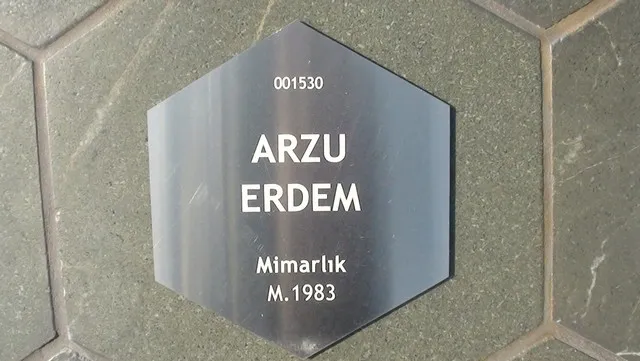 001530
ARZU
ERDEM
Mimarlık
M.1983